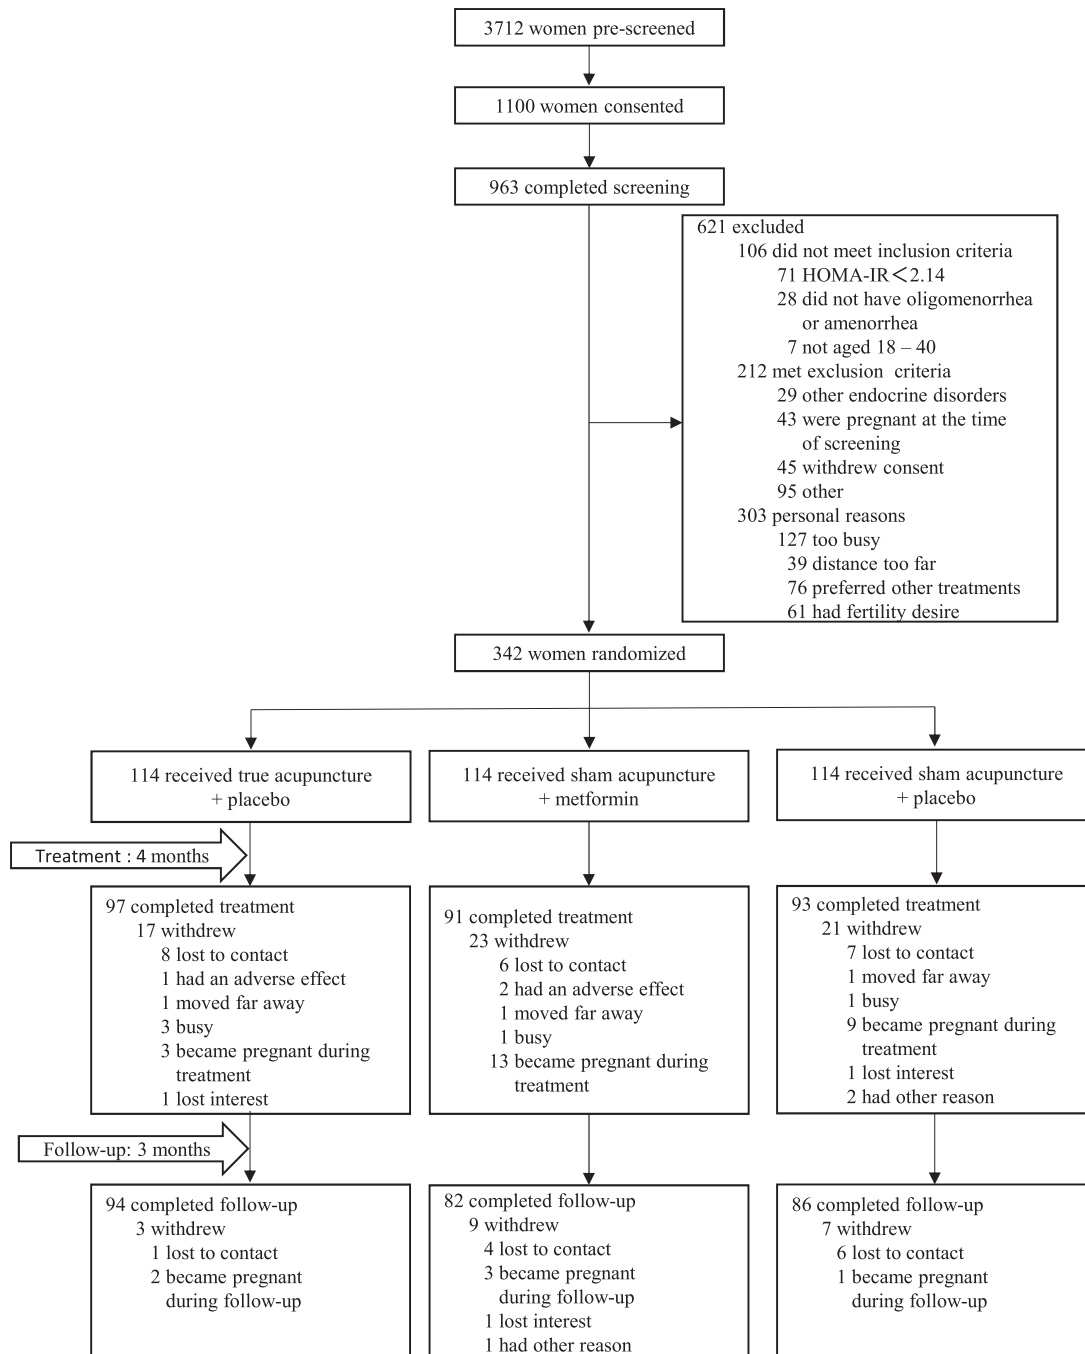 3712 women pre-screened
1100 women consented
963 completed screening
621 excluded
106 did not meet inclusion criteria
71 HOMA-IR<2.14
28 did not have oligomenorrhea
or amenorrhea
7 not aged 18 – 40
212 met exclusion criteria
29 other endocrine disorders
43 were pregnant at the time
of screening
45 withdrew consent
95 other
303 personal reasons
127 too busy
39 distance too far
76 preferred other treatments
61 had fertility desire
342 women randomized
114 received true acupuncture
+ placebo
114 received sham acupuncture
+ metformin
114 received sham acupuncture
+ placebo
Treatment : 4 months
97 completed treatment
17 withdrew
8 lost to contact
1 had an adverse effect
1 moved far away
3 busy
3 became pregnant during
treatment
1 lost interest
91 completed treatment
23 withdrew
6 lost to contact
2 had an adverse effect
1 moved far away
1 busy
13 became pregnant during
treatment
93 completed treatment
21 withdrew
7 lost to contact
1 moved far away
1 busy
9 became pregnant during
treatment
1 lost interest
2 had other reason
Follow-up: 3 months
94 completed follow-up
3 withdrew
1 lost to contact
2 became pregnant
during follow-up
82 completed follow-up
9 withdrew
4 lost to contact
3 became pregnant
during follow-up
1 lost interest
1 had other reason
86 completed follow-up
7 withdrew
6 lost to contact
1 became pregnant
during follow-up